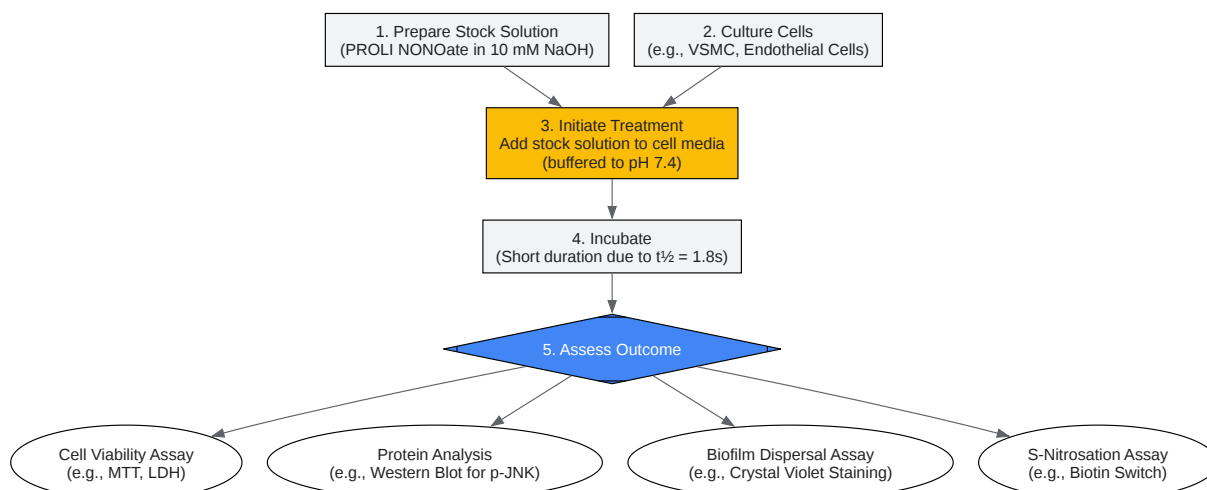 1. Prepare Stock Solution
(PROLI NONOate in 10 mM NaOH)
2. Culture Cells
(e.g., VSMC, Endothelial Cells)
3. Initiate Treatment
Add stock solution to cell media
(buffered to pH 7.4)
4. Incubate
(Short duration due to t½ = 1.8s)
5. Assess Outcome
Cell Viability Assay
(e.g., MTT, LDH)
Protein Analysis
(e.g., Western Blot for p-JNK)
Biofilm Dispersal Assay
(e.g., Crystal Violet Staining)
S-Nitrosation Assay
(e.g., Biotin Switch)